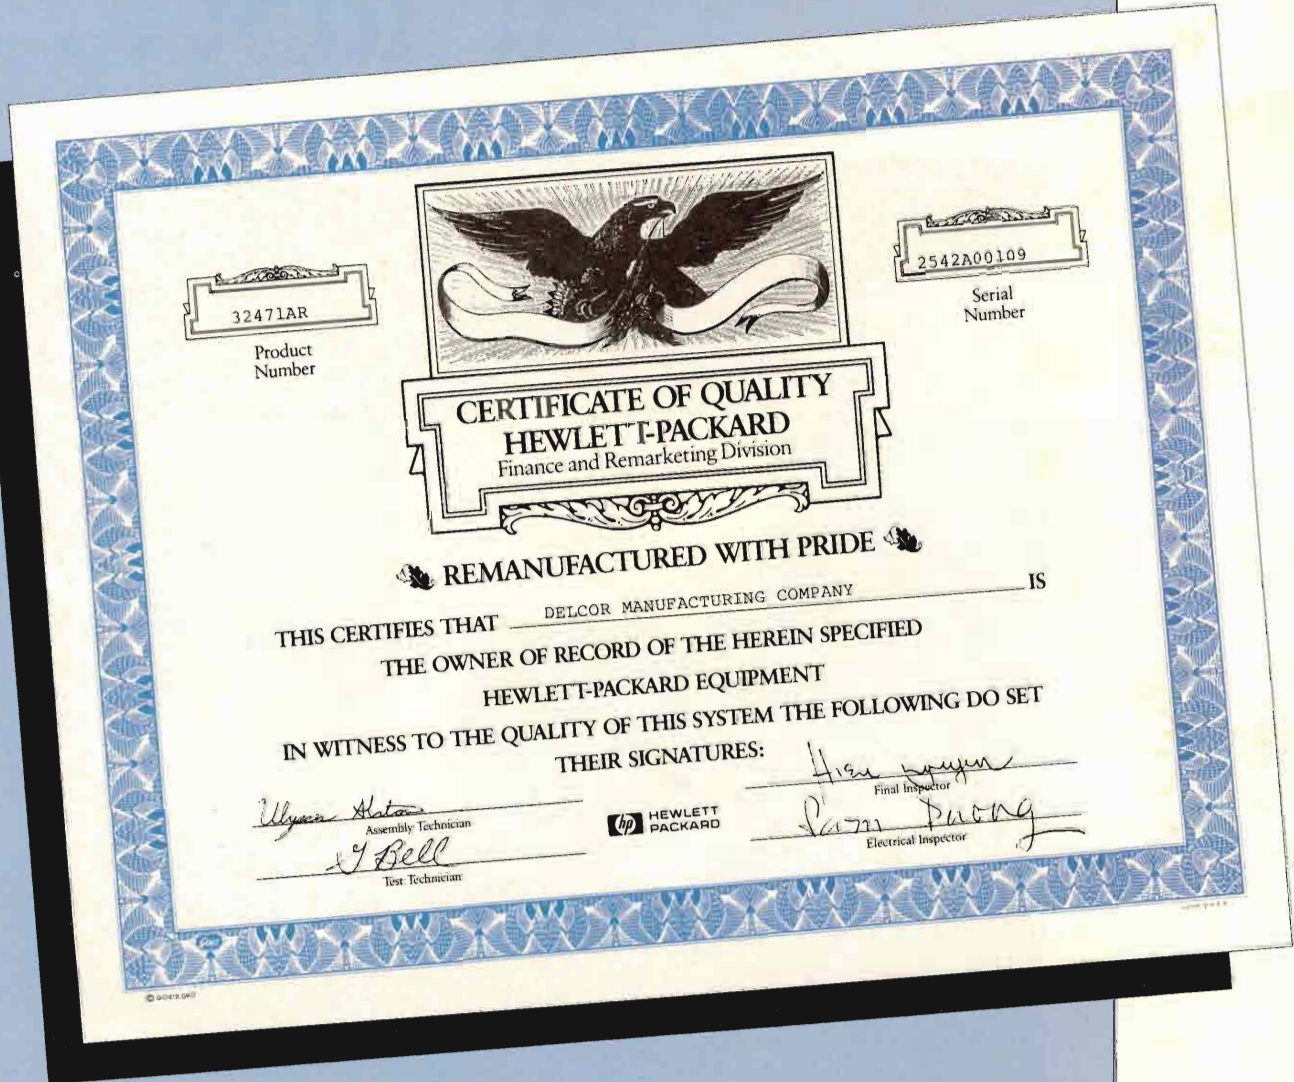 32471AR
Product
Number
2542A00109
Serial
Number
CERTIFICATE OF QUALITY
HEWLETT-PACKARD
Finance and Remarketing Division
REMANUFACTURED WITH PRIDE
THIS CERTIFIES THAT DELCOR MANUFACTURING COMPANY IS
THE OWNER OF RECORD OF THE HEREIN SPECIFIED
HEWLETT-PACKARD EQUIPMENT
IN WITNESS TO THE QUALITY OF THIS SYSTEM THE FOLLOWING DO SET
THEIR SIGNATURES:
Assembly Technician
Bell
Test Technician
hp HEWLETT
PACKARD
Final Inspector
Electrical Inspector